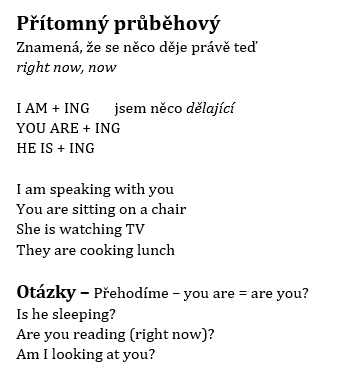 Přítomný průběhový
Znamená, že se něco děje právě teď
right now, now
I AM + ING jsem něco dělající
YOU ARE + ING
HE IS + ING
I am speaking with you
You are sitting on a chair
She is watching TV
They are cooking lunch
Otázky – Přehodíme – you are = are you?
Is he sleeping?
Are you reading (right now)?
Am I looking at you?